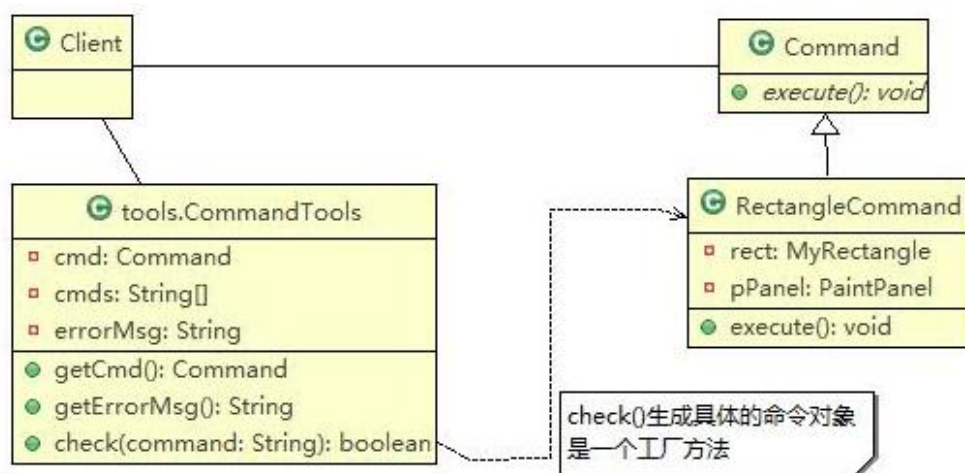 Client
Command
execute(): void
tools.CommandTools
cmd: Command
cmds: String[]
errorMsg: String
getCmd(): Command
getErrorMsg(): String
check(command: String): boolean
RectangleCommand
rect: MyRectangle
pPanel: PaintPanel
execute(): void
check()生成具体的命令对象
是一个工厂方法